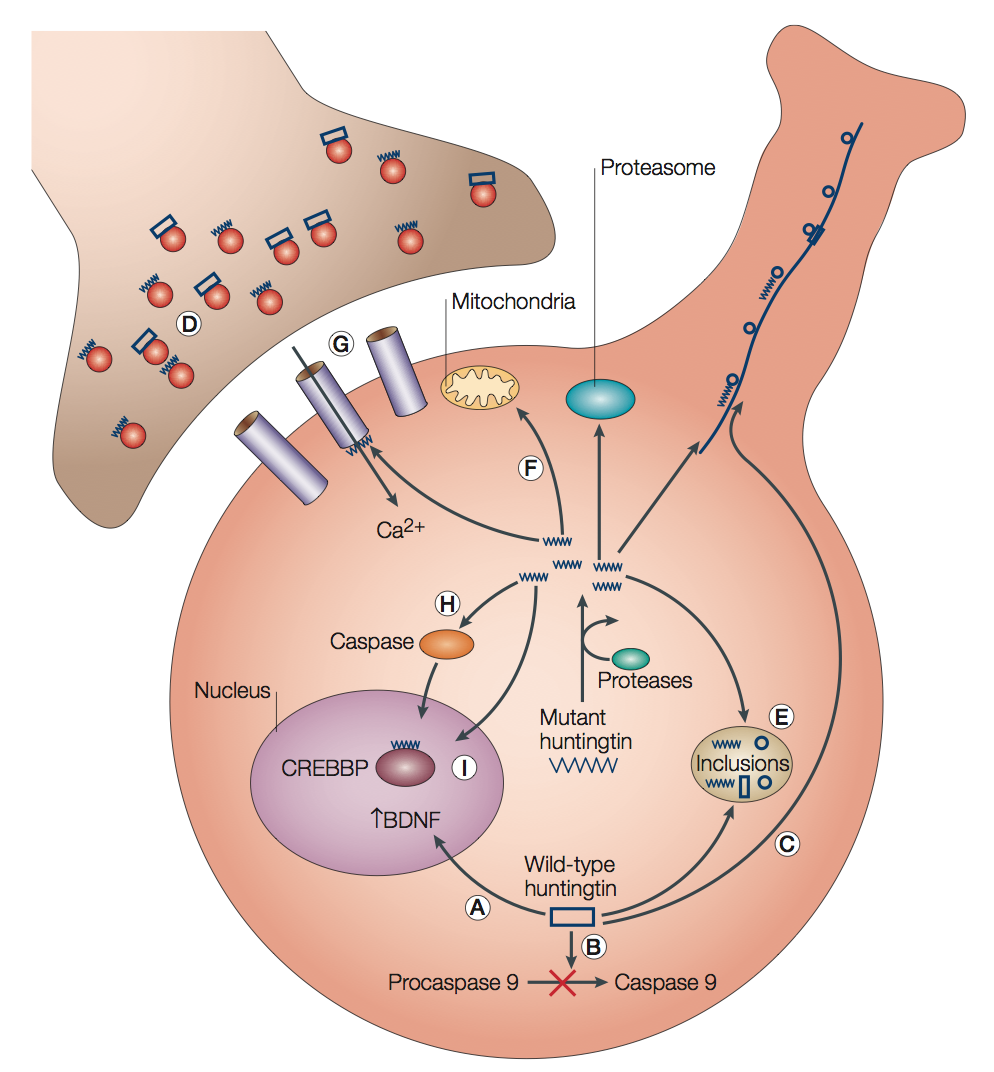 Proteasome
Mitochondria
D
G
F
Ca2+
H
Caspase
Nucleus
Proteases
Mutant
huntingtin
E
Inclusions
CREBBP
I
↑BDNF
C
Wild-type
huntingtin
A
B
Procaspase 9
Caspase 9